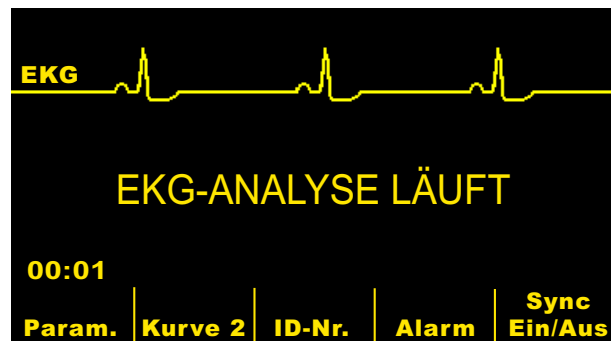 EKG
EKG-ANALYSE LÄUFT
00:01
Param.
Kurve 2
ID-Nr.
Alarm
Sync
Ein/Aus